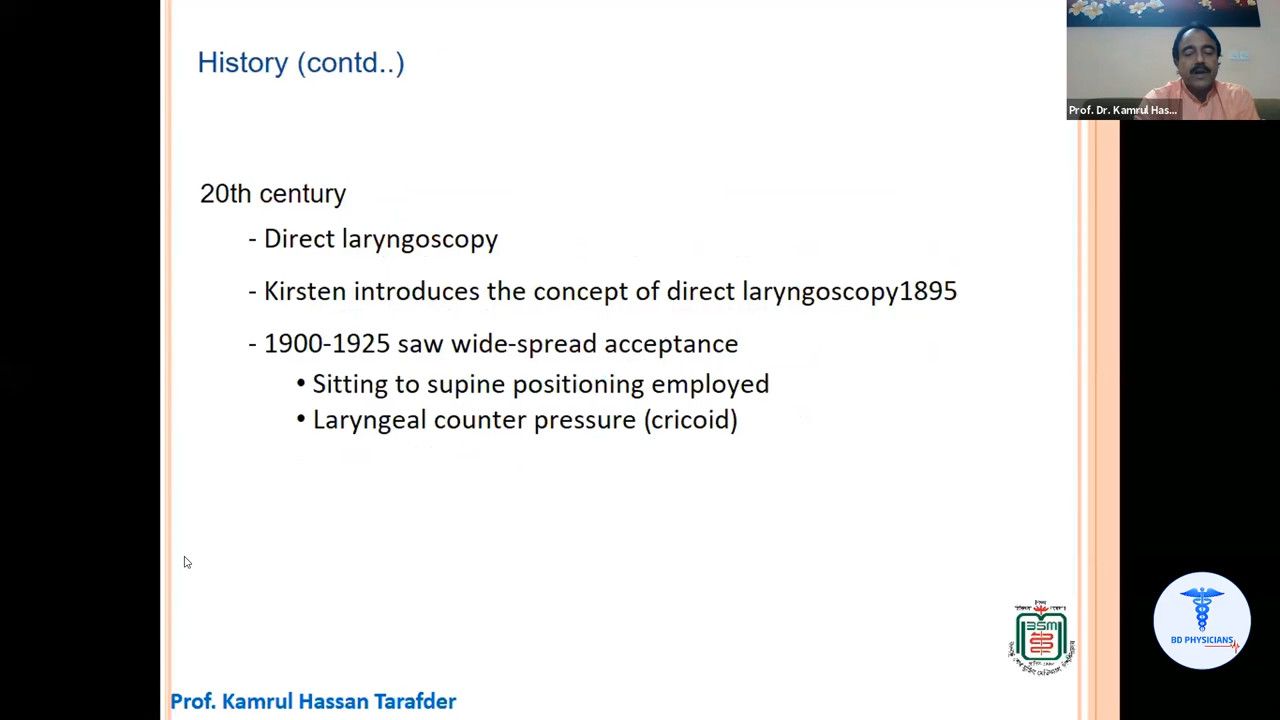 History (contd..)
Prof. Dr. Kamrul Has...
20th century
- Direct laryngoscopy
- Kirsten introduces the concept of direct laryngoscopy1895
- 1900-1925 saw wide-spread acceptance
• Sitting to supine positioning employed
• Laryngeal counter pressure (cricoid)
BSM
BD PHYSICIANS
Prof. Kamrul Hassan Tarafder